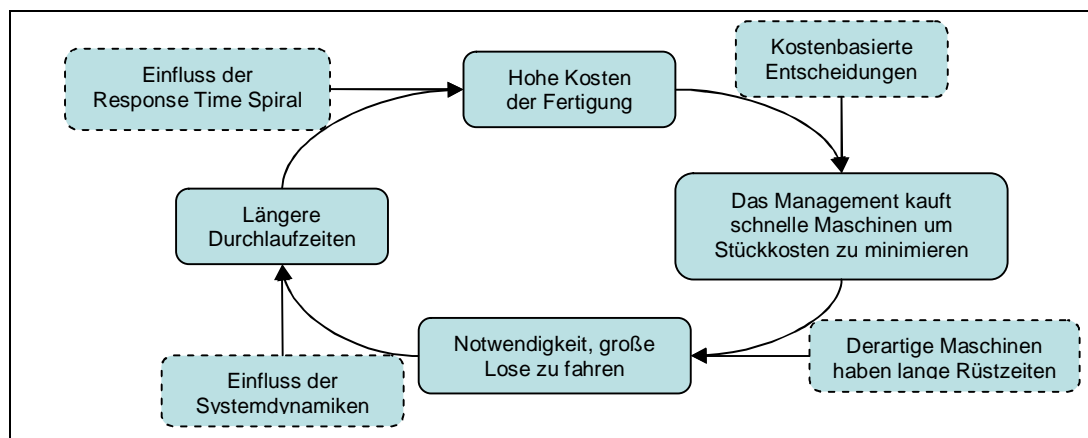 Einfluss der
Response Time Spiral
Hohe Kosten
der Fertigung
Kostenbasierte
Entscheidungen
Das Management kauft
schnelle Maschinen um
Stückkosten zu minimieren
Derartige Maschinen
haben lange Rüstzeiten
Notwendigkeit, große
Lose zu fahren
Einfluss der
Systemdynamiken
Längere
Durchlaufzeiten